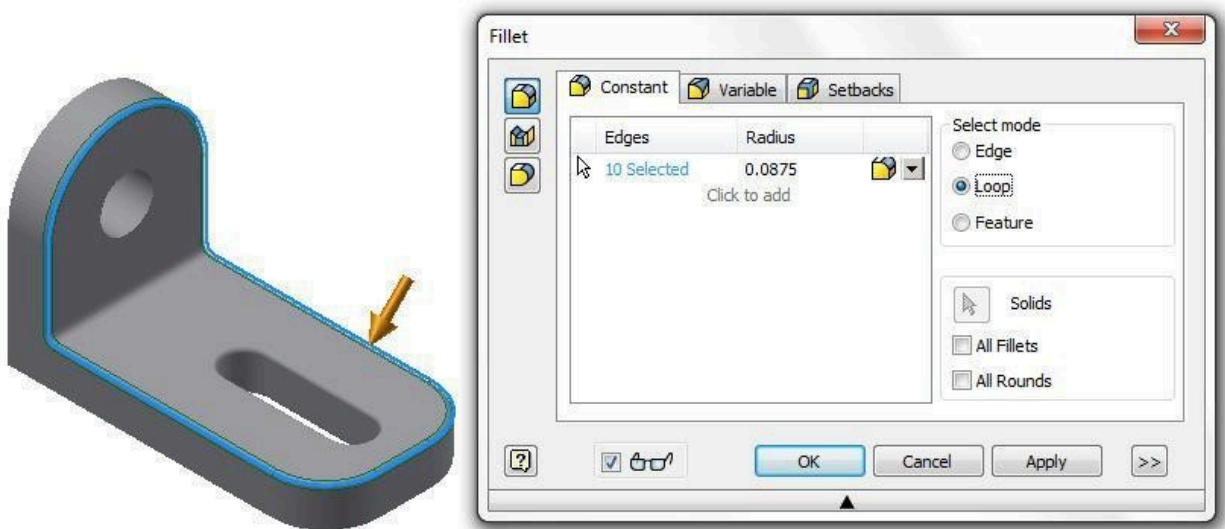 Fillet
Constant Variable Setbacks
Edges Radius
10 Selected 0.0875
Click to add
Select mode
Edge
Loop
Feature
Solids
All Fillets
All Rounds
? OK Cancel Apply >>